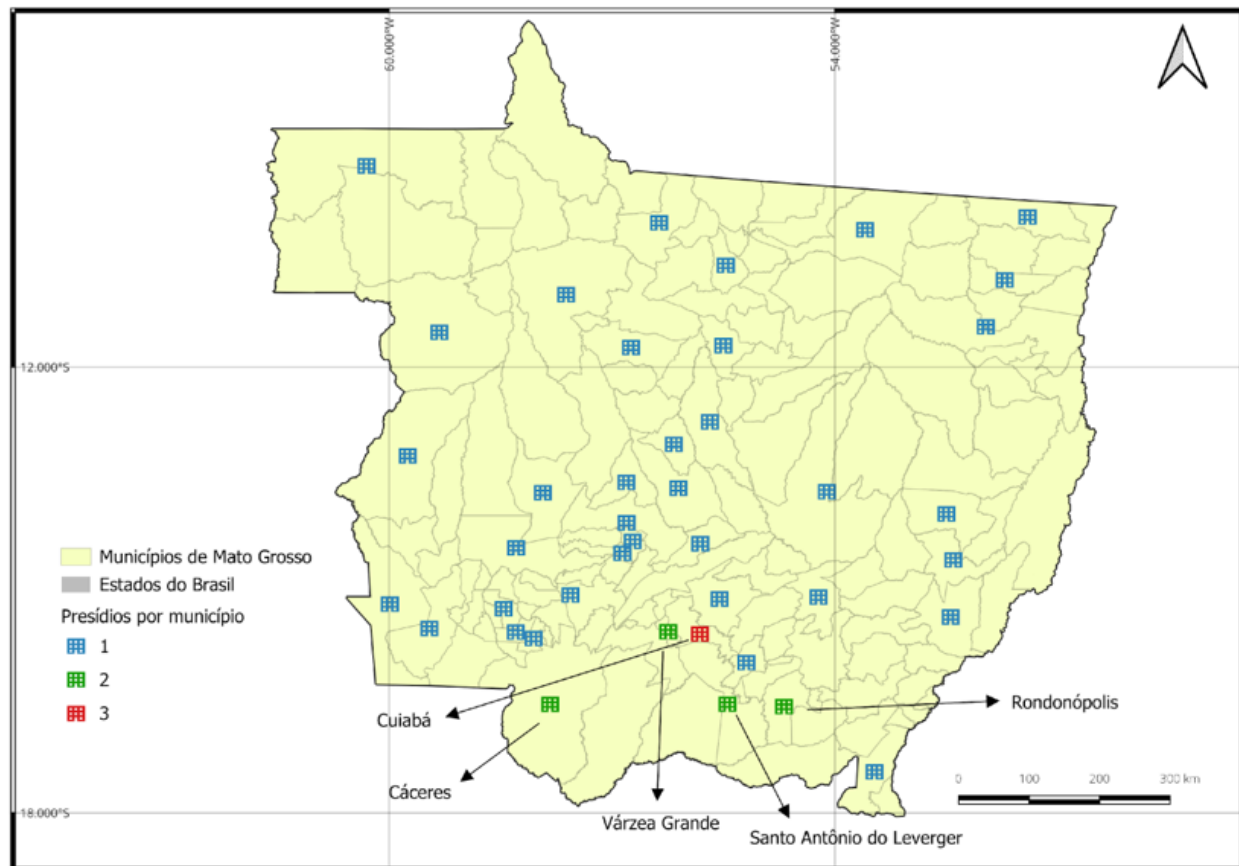 60.000°W
54.000°W
12.000°S
Municípios de Mato Grosso
Estados do Brasil
Presídios por município
1
2
3
Cuiabá
Rondonópolis
Cáceres
0 100 200 300 km
Várzea Grande
18.000°S
Santo Antônio do Leverger